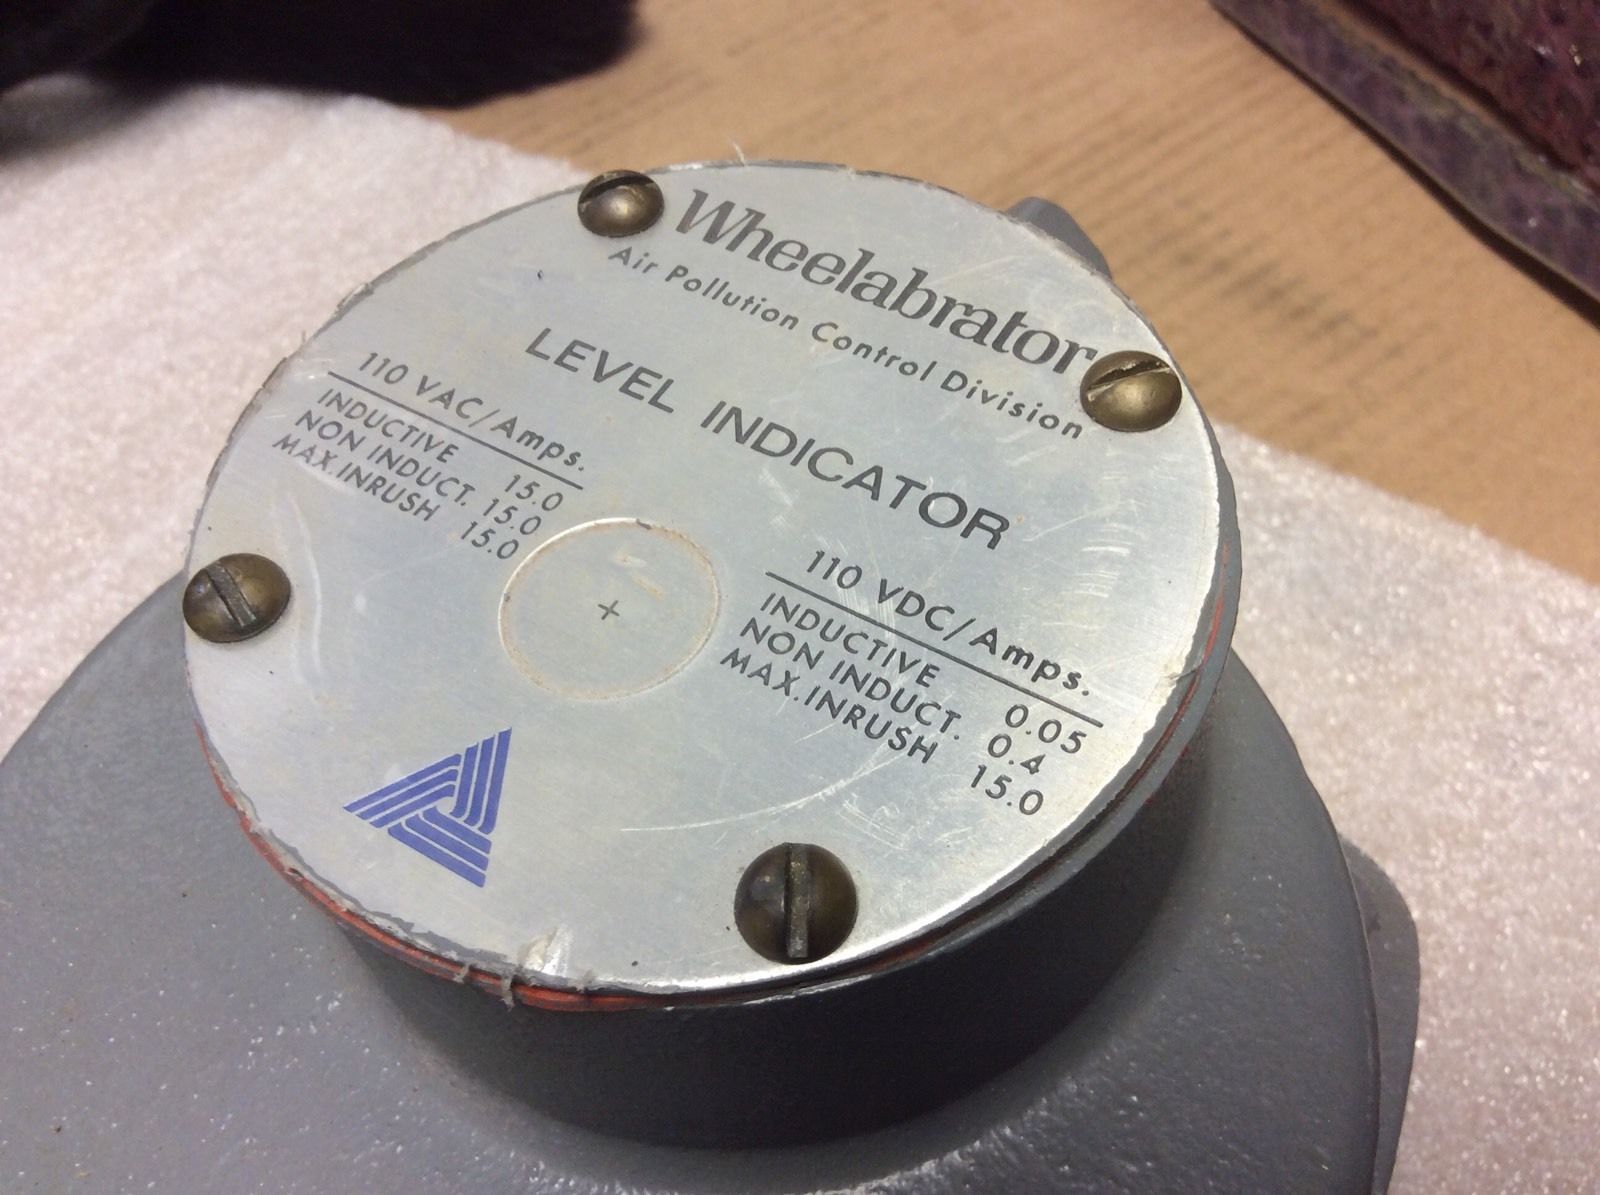 Wheelabrator
Air Pollution Control Division
LEVEL INDICATOR
110 VAC/Amps.
INDUCTIVE 15.0
NON INDUCT. 15.0
MAX.INRUSH 15.0
110 VDC/Amps.
INDUCTIVE 0.05
NON INDUCT. 0.4
MAX.INRUSH 15.0